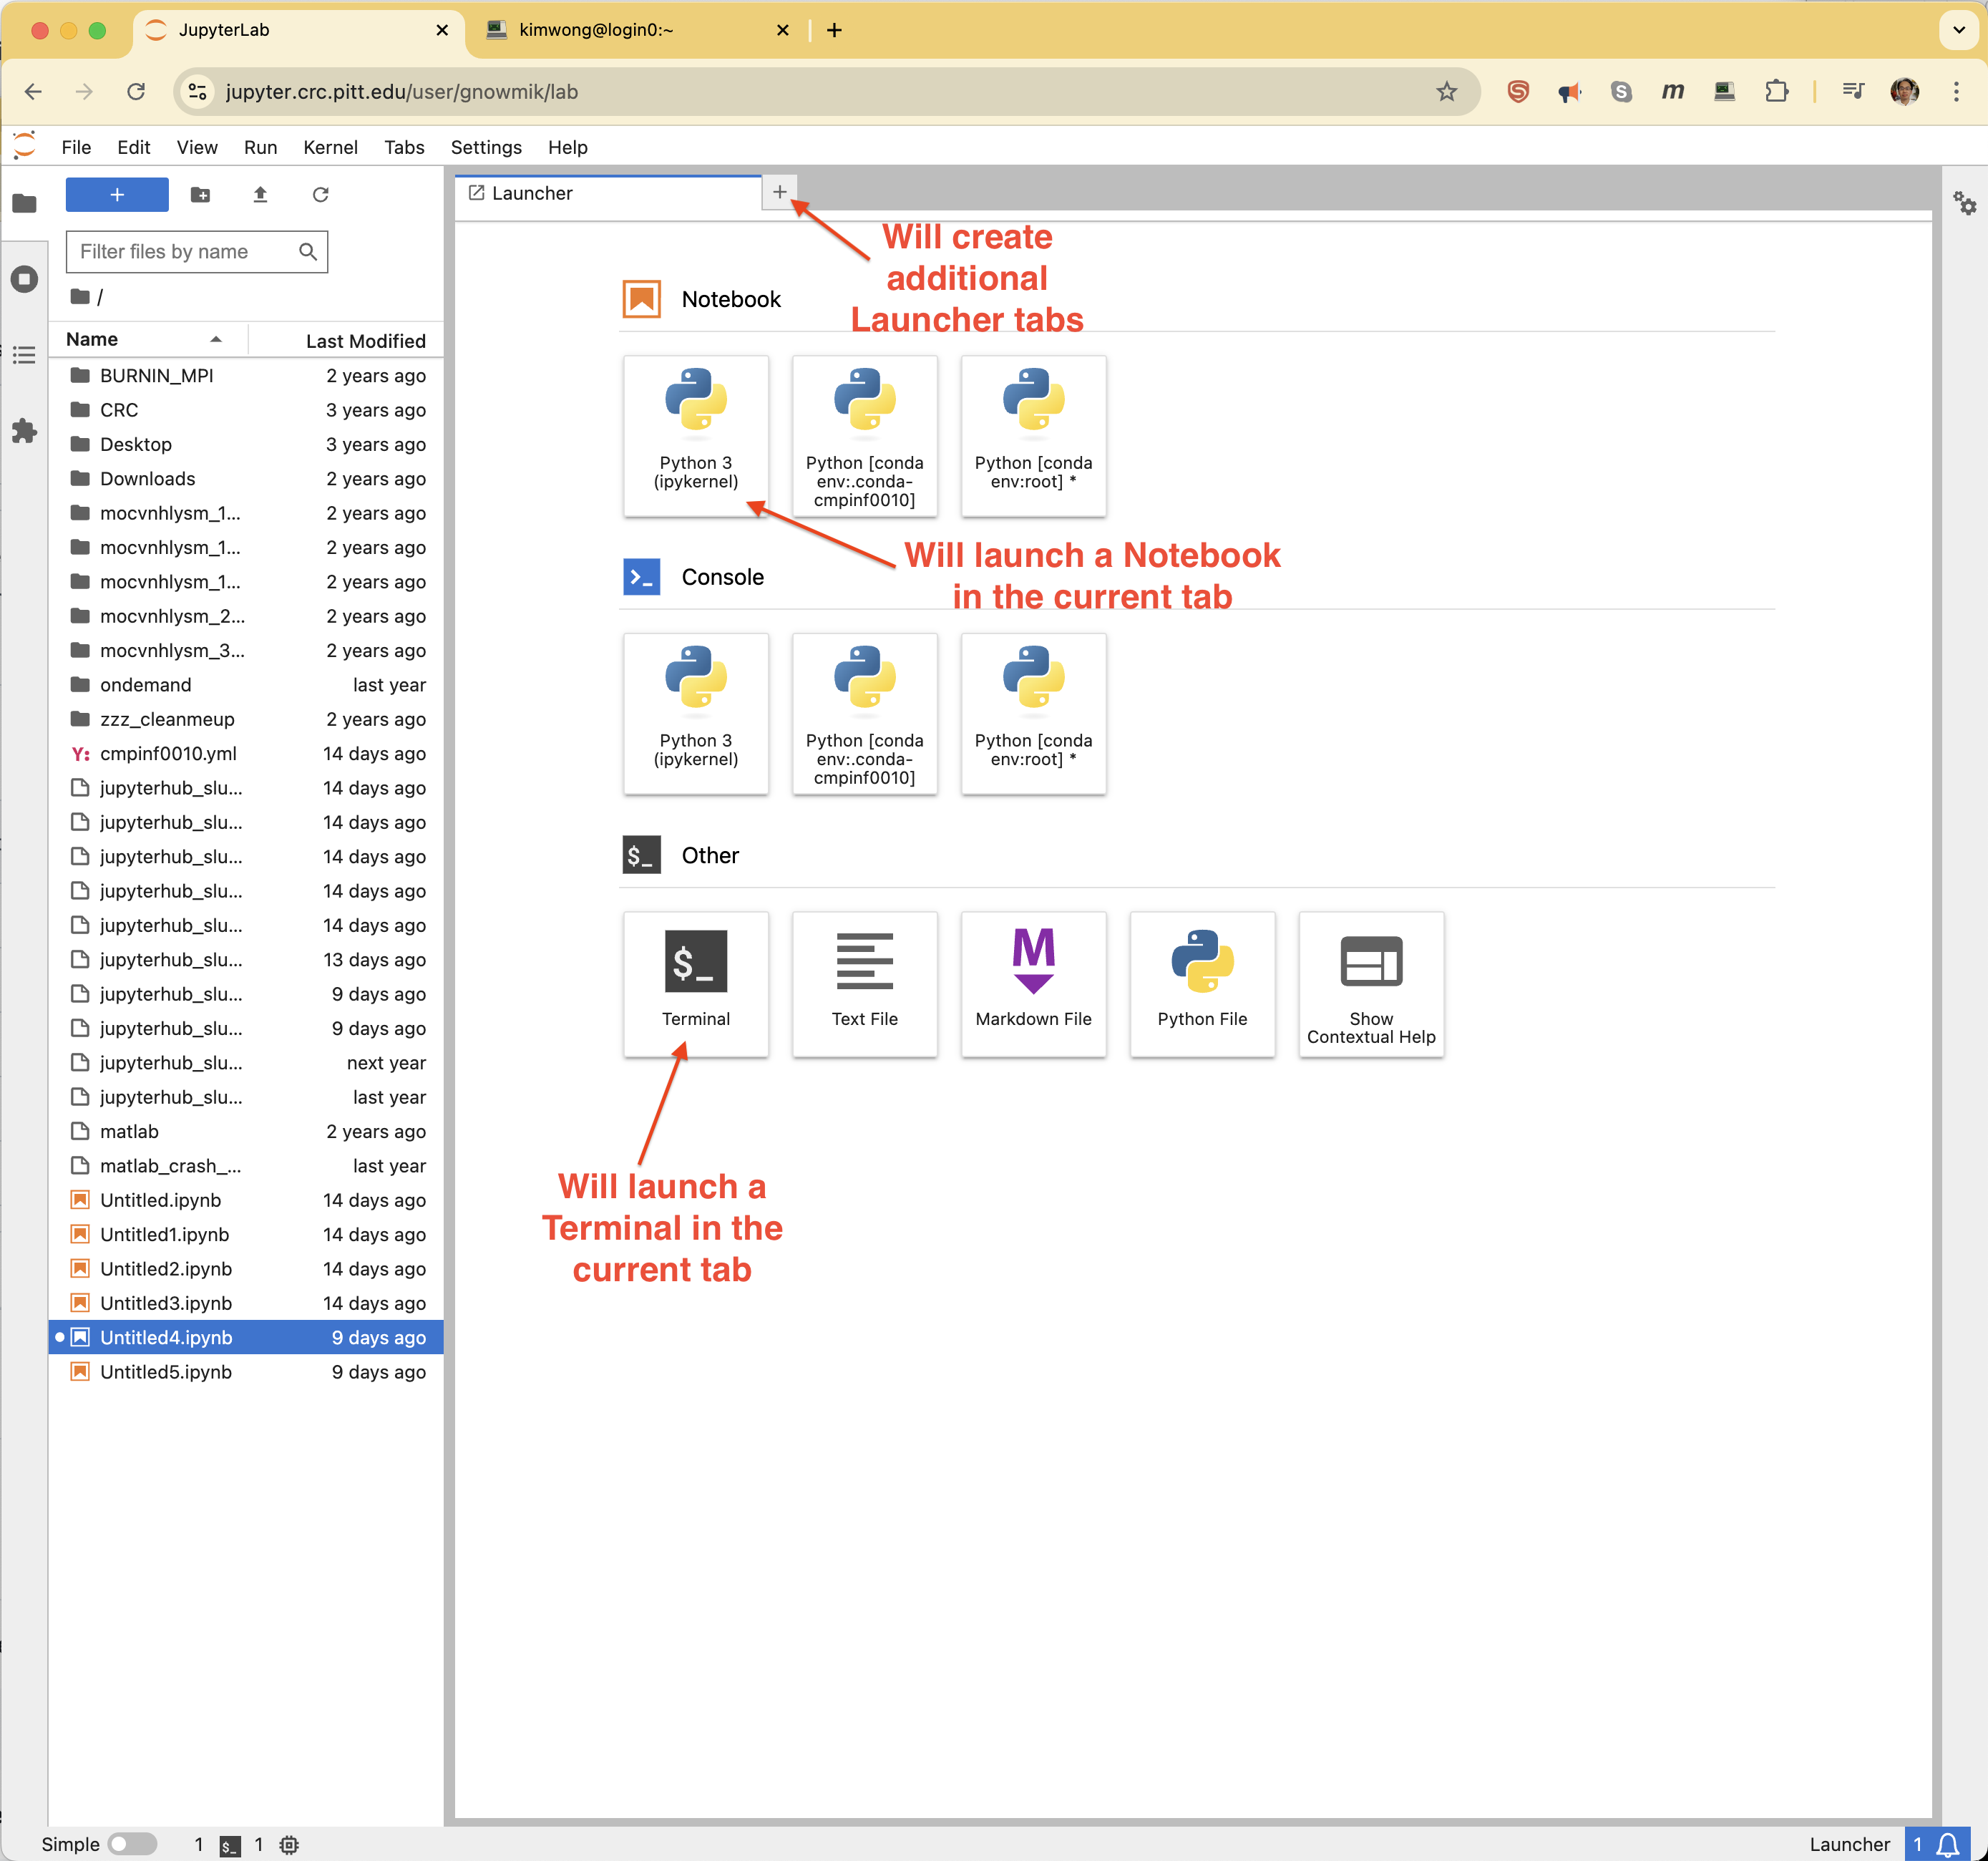 JupyterLab
kimwong@login0:~
jupyter.crc.pitt.edu/user/gnowmik/lab
File Edit View Run Kernel Tabs Settings Help
Filter files by name
/
Name Last Modified
BURNIN_MPI 2 years ago
CRC 3 years ago
Desktop 3 years ago
Downloads 2 years ago
mocvnhlysm_1... 2 years ago
mocvnhlysm_1... 2 years ago
mocvnhlysm_1... 2 years ago
mocvnhlysm_2... 2 years ago
mocvnhlysm_3... 2 years ago
ondemand last year
zzz_cleanmeup 2 years ago
Y: cmpinf0010.yml 14 days ago
jupyterhub_slu... 14 days ago
jupyterhub_slu... 14 days ago
jupyterhub_slu... 14 days ago
jupyterhub_slu... 14 days ago
jupyterhub_slu... 14 days ago
jupyterhub_slu... 13 days ago
jupyterhub_slu... 9 days ago
jupyterhub_slu... 9 days ago
jupyterhub_slu... next year
jupyterhub_slu... last year
matlab 2 years ago
matlab_crash_... last year
Untitled.ipynb 14 days ago
Untitled1.ipynb 14 days ago
Untitled2.ipynb 14 days ago
Untitled3.ipynb 14 days ago
Untitled4.ipynb 9 days ago
Untitled5.ipynb 9 days ago
Launcher
Will create
additional
Launcher tabs
Notebook
Python 3
(ipykernel)
Python [conda
env:.conda-
cmpinf0010]
Python [conda
env:root] *
Will launch a Notebook
in the current tab
Console
Python 3
(ipykernel)
Python [conda
env:.conda-
cmpinf0010]
Python [conda
env:root] *
$_ Other
$_
Terminal
Text File
M
Markdown File
Python File
Show
Contextual Help
Will launch a
Terminal in the
current tab
Simple 1 $_ 1
Launcher 1